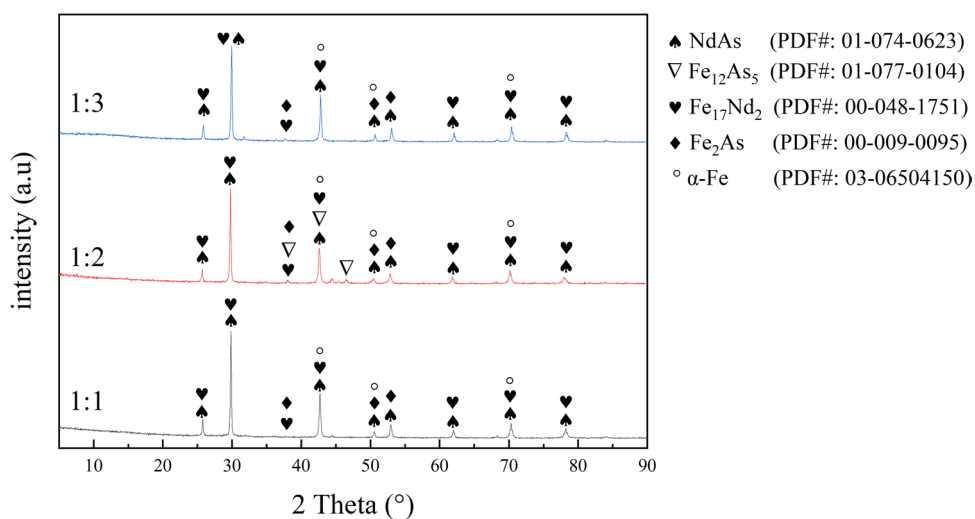 ♠ NdAs (PDF#: 01-074-0623)
▽ Fe₁₂As₅ (PDF#: 01-077-0104)
♥ Fe₁₇Nd₂ (PDF#: 00-048-1751)
♦ Fe₂As (PDF#: 00-009-0095)
○ α-Fe (PDF#: 03-06504150)
1:3
1:2
1:1
intensity (a.u)
10 20 30 40 50 60 70 80 90
2 Theta (°)